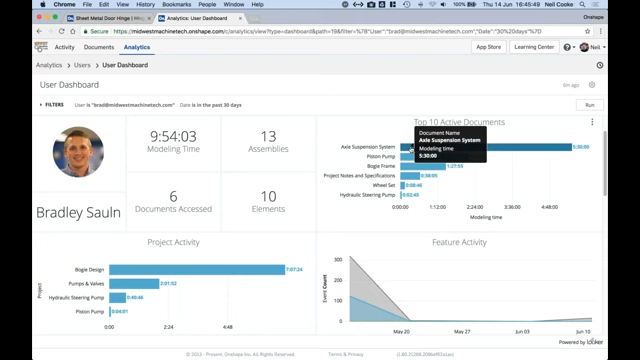 Chrome File Edit View History Bookmarks People Window Help
100% Thu 14 Jun 16:45:49 Neil Cooke
Sheet Metal Door Hinge | Mai
Analytics: User Dashboard
Onshape
Secure https://midwestmachinetech.onshape.com/c/analytics/view?type=dashboard&path=19&filter=%7B"User":"brad@midwestmachinetech.com","Date":"30%20days"%7D
Activity Documents Analytics
App Store Learning Center Neil
Analytics > Users > User Dashboard
User Dashboard
6m ago
FILTERS User is "brad@midwestmachinetech.com" Date is in the past 30 days
Run
Bradley Sauln
9:54:03
Modeling Time
13
Assemblies
6
Documents Accessed
10
Elements
Top 10 Active Documents
Document Name
Axle Suspension System
Modeling time
5:30:00
Axle Suspension System 5:30:00
Piston Pump
Bogie Frame 1:27:55
Project Notes and Specifications 0:38:05
Wheel Set 0:08:46
Hydraulic Steering Pump 0:02:43
0:00:00 1:12:00 2:24:00 3:36:00 4:48:00
Modeling time
Project Activity
Project
Bogie Design 7:07:24
Pumps & Valves 2:01:52
Hydraulic Steering Pump 0:40:46
Piston Pump 0:04:01
0:00 2:24 4:48
Feature Activity
Event Count
300
200
100
0
May 20 May 27 Jun 03 Jun 10
Powered by looker
© 2013 - Present, Onshape Inc. All Rights Reserved.
Terms & Privacy